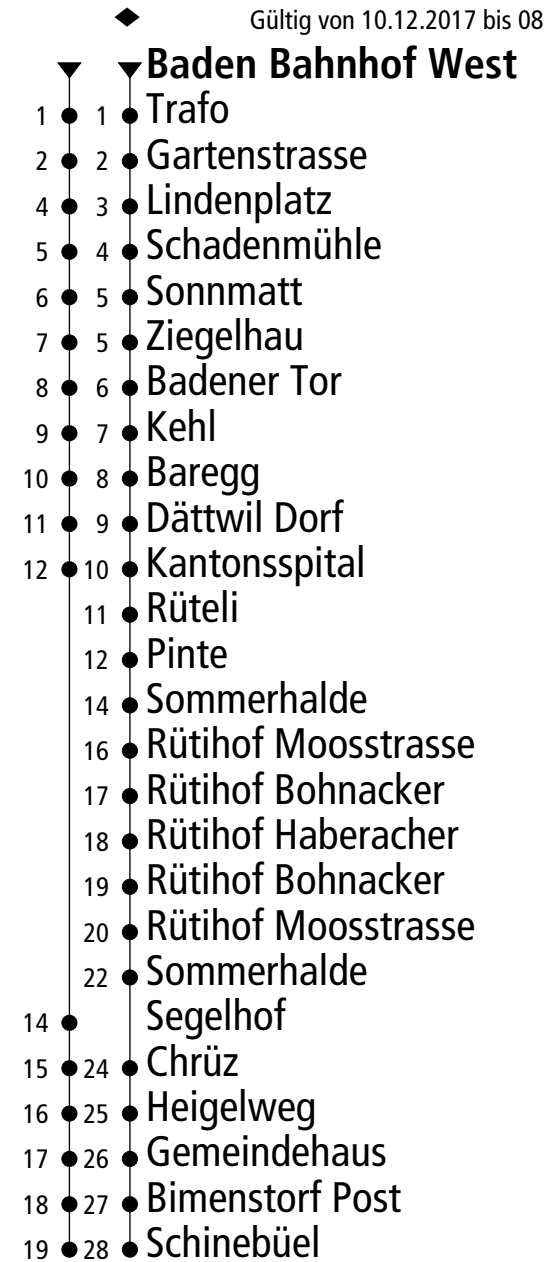 Gültig von 10.12.2017 bis 08
Baden Bahnhof West
1 1 Trafo
2 2 Gartenstrasse
4 3 Lindenplatz
5 4 Schadenmühle
6 5 Sonnmatt
7 5 Ziegelhau
8 6 Badener Tor
9 7 Kehl
10 8 Baregg
11 9 Dättwil Dorf
12 10 Kantonsspital
11 Rüteli
12 Pinte
14 Sommerhalde
16 Rütihof Moosstrasse
17 Rütihof Bohnacker
18 Rütihof Haberacher
19 Rütihof Bohnacker
20 Rütihof Moosstrasse
22 Sommerhalde
14 Segelhof
15 24 Chrüz
16 25 Heigelweg
17 26 Gemeindehaus
18 27 Bimenstorf Post
19 28 Schinebüel